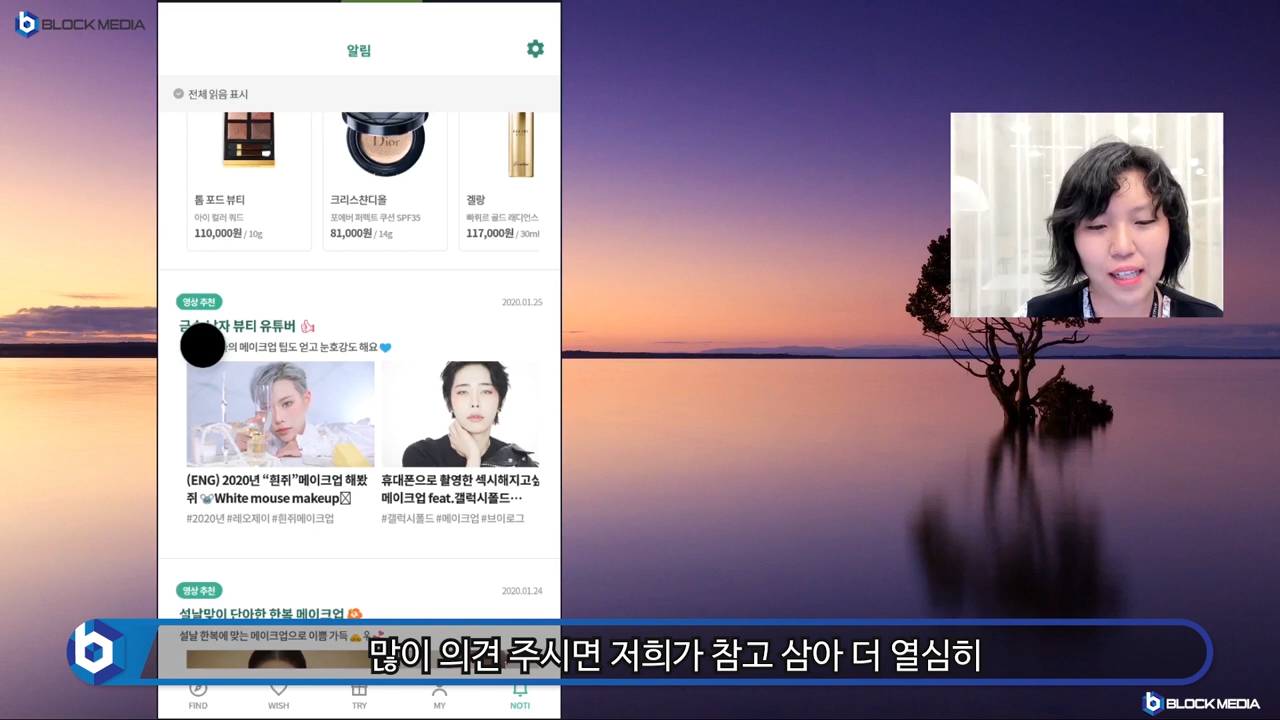 BLOCK MEDIA
알림
전체 읽음 표시
톰 포드 뷰티
아이 컬러 쿼드
110,000원 / 10g
Dior
크리스챤디올
포에버 퍼펙트 쿠션 SPF35
81,000원 / 14g
겔랑
빠뤼르 골드 래디언스
117,000원 / 30ml
영상 추천
2020.01.25
남자 뷰티 유튜버
메이크업 팁도 얻고 눈호강도 해요
(ENG) 2020년 “흰쥐”메이크업 해봤
쥐 White mouse makeup
#2020년 #레오제이 #흰쥐메이크업
휴대폰으로 촬영한 섹시해지고싶
메이크업 feat.갤럭시폴드…
#갤럭시폴드 #메이크업 #브이로그
영상 추천
2020.01.24
설날맞이 단아한 한복 메이크업
설날 한복에 맞는 메이크업으로 이쁨 가득
많이 의견 주시면 저희가 참고 삼아 더 열심히
FIND
WISH
TRY
MY
NOTI
BLOCK MEDIA